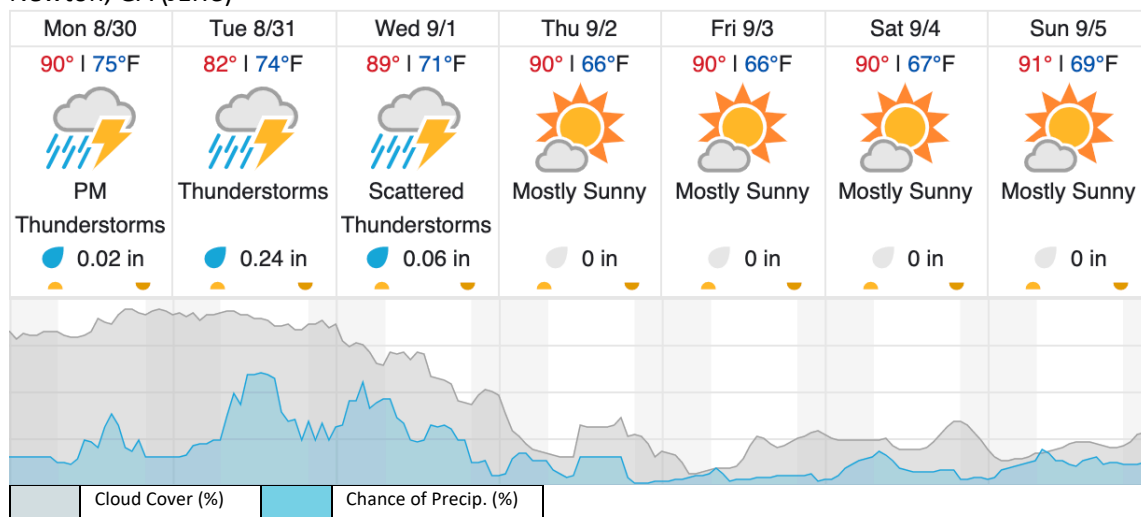 Mon 8/30 Tue 8/31 Wed 9/1 Thu 9/2 Fri 9/3 Sat 9/4 Sun 9/5
90° | 75°F 82° | 74°F 89° | 71°F 90° | 66°F 90° | 66°F 90° | 67°F 91° | 69°F
PM Thunderstorms Scattered Mostly Sunny Mostly Sunny Mostly Sunny Mostly Sunny
Thunderstorms Thunderstorms
0.02 in 0.24 in 0.06 in 0 in 0 in 0 in 0 in
Cloud Cover (%) Chance of Precip. (%)